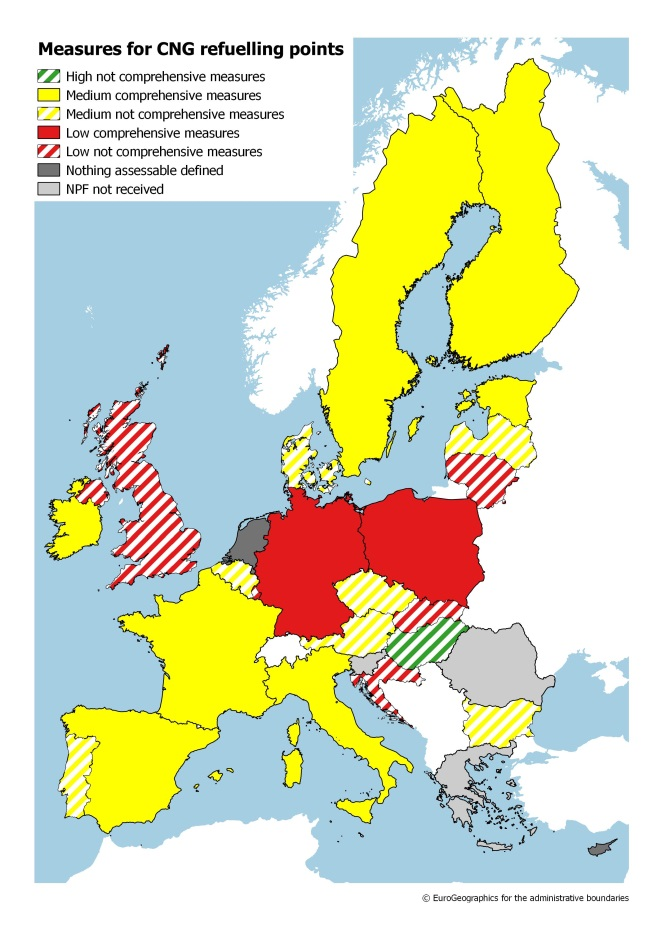 Measures for CNG refuelling points
High not comprehensive measures
Medium comprehensive measures
Medium not comprehensive measures
Low comprehensive measures
Low not comprehensive measures
Nothing assessable defined
NPF not received
© EuroGeographics for the administrative boundaries